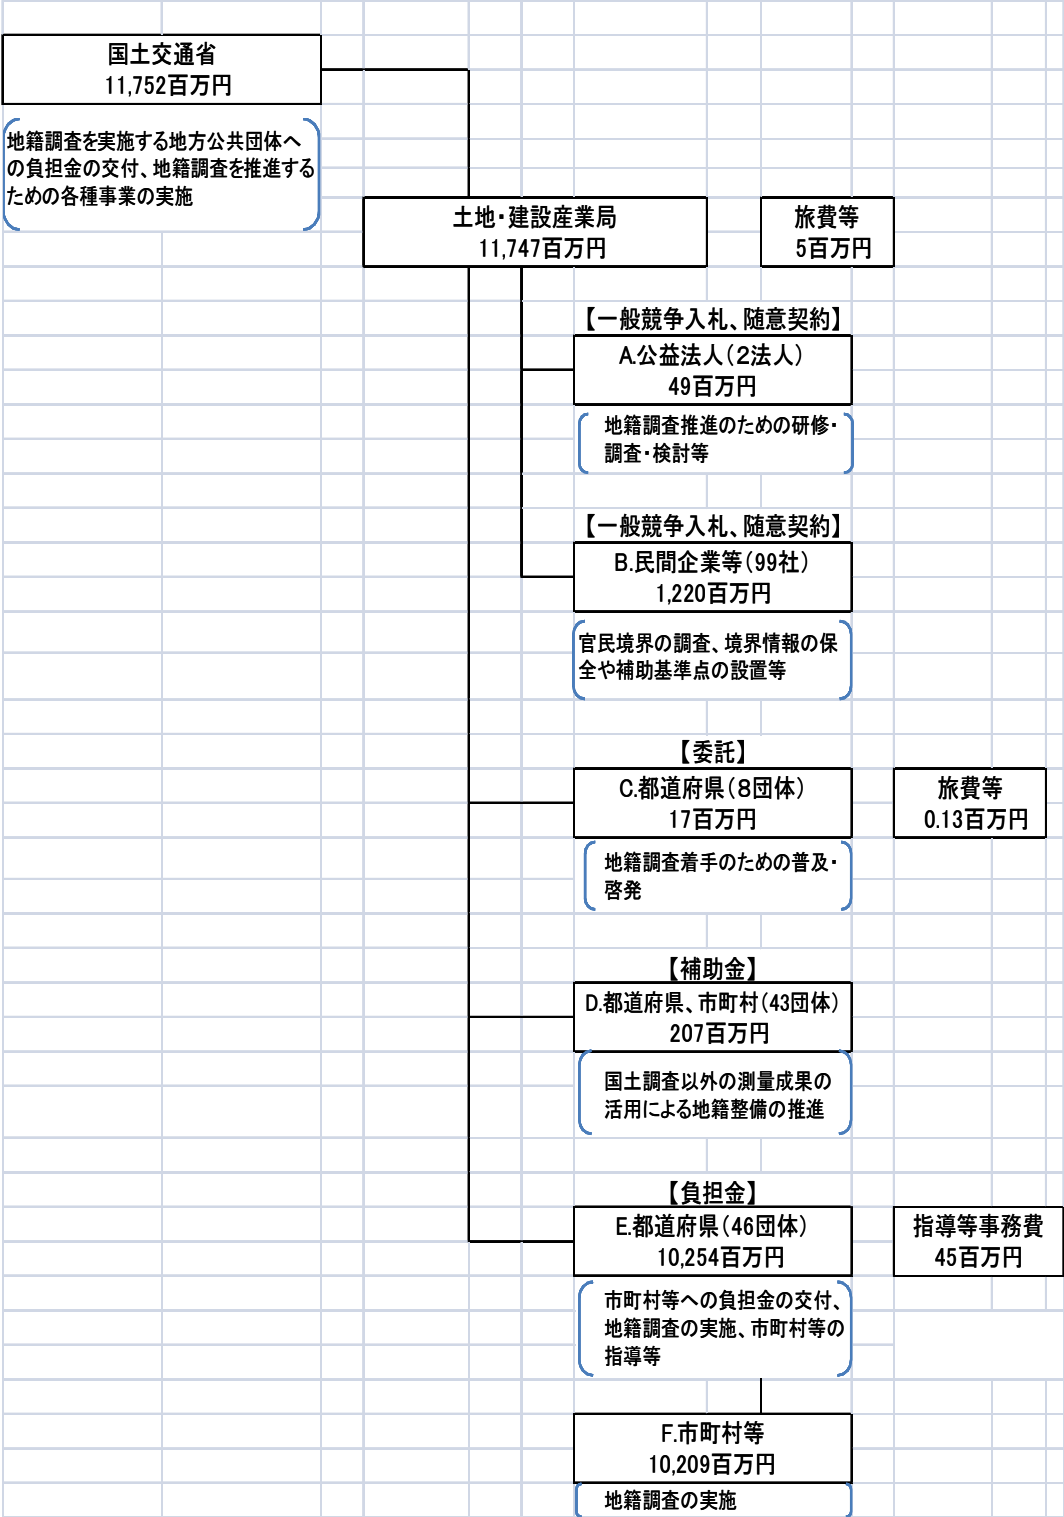 国土交通省
11,752百万円
地籍調査を実施する地方公共団体へ
の負担金の交付、地籍調査を推進する
ための各種事業の実施
土地・建設産業局
11,747百万円
旅費等
5百万円
【一般競争入札、随意契約】
A.公益法人（２法人）
49百万円
地籍調査推進のための研修・
調査・検討等
【一般競争入札、随意契約】
B.民間企業等（99社）
1,220百万円
官民境界の調査、境界情報の保
全や補助基準点の設置等
【委託】
C.都道府県（８団体）
17百万円
旅費等
0.13百万円
地籍調査着手のための普及・
啓発
【補助金】
D.都道府県、市町村（43団体）
207百万円
国土調査以外の測量成果の
活用による地籍整備の推進
【負担金】
E.都道府県（46団体）
10,254百万円
指導等事務費
45百万円
市町村等への負担金の交付、
地籍調査の実施、市町村等の
指導等
F.市町村等
10,209百万円
地籍調査の実施